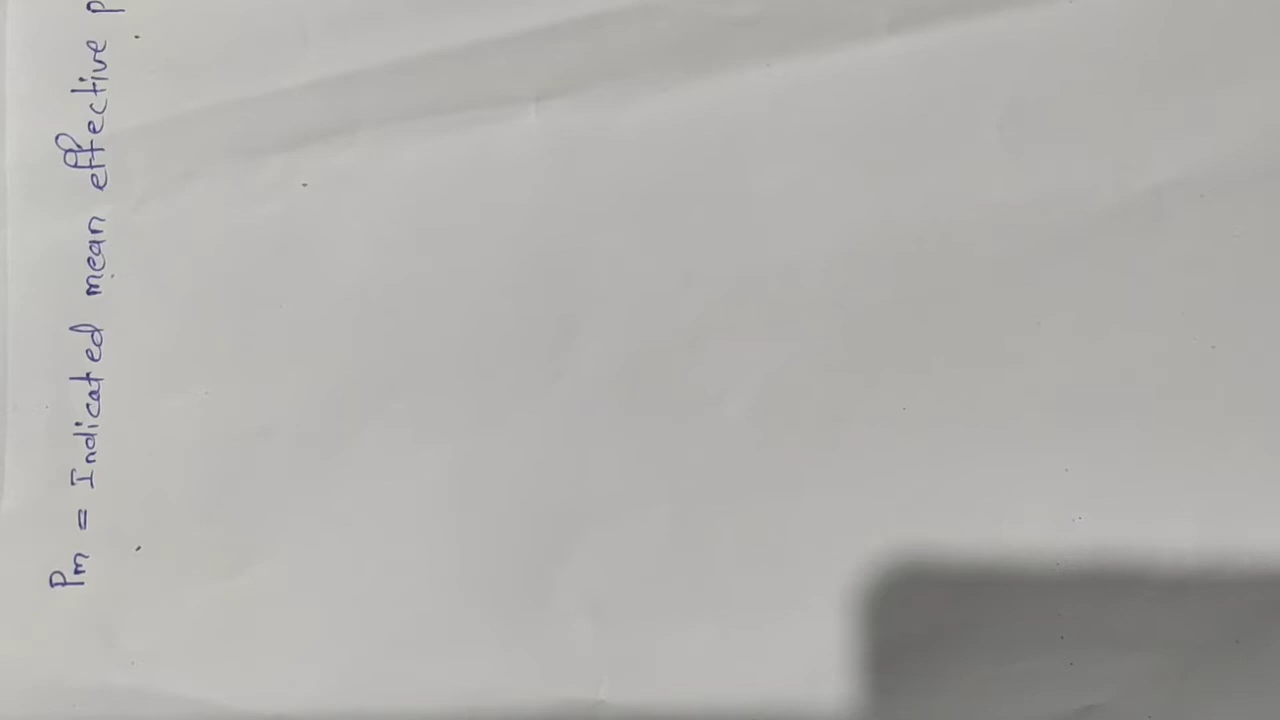 Pm = Indicated mean effective p